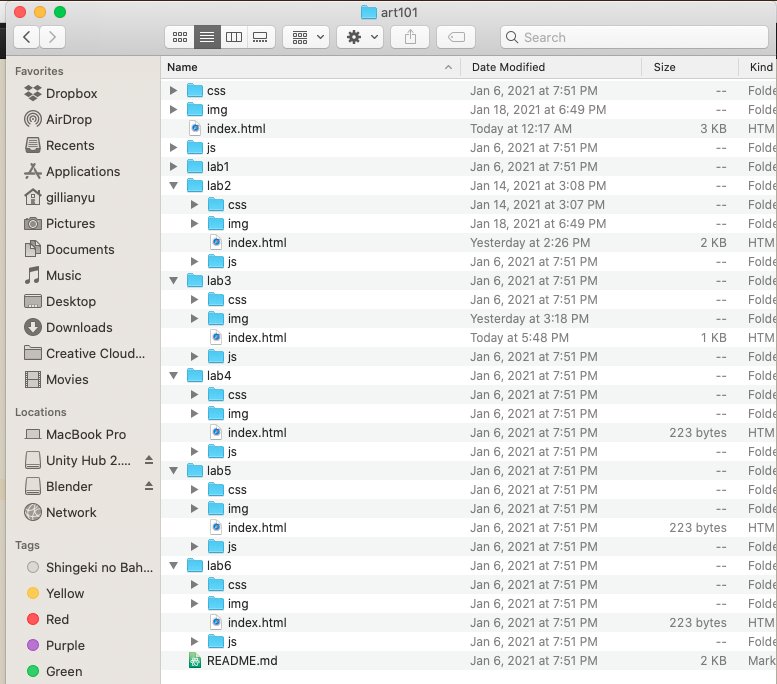 art101
Search
Favorites
Dropbox
AirDrop
Recents
Applications
gillianyu
Pictures
Documents
Music
Desktop
Downloads
Creative Cloud...
Movies
Locations
MacBook Pro
Unity Hub 2....
Blender
Network
Tags
Shingeki no Bah...
Yellow
Red
Purple
Green
Name Date Modified Size Kind
css Jan 6, 2021 at 7:51 PM -- Folde
img Jan 18, 2021 at 6:49 PM -- Folde
index.html Today at 12:17 AM 3 KB HTM
js Jan 6, 2021 at 7:51 PM -- Folde
lab1 Jan 6, 2021 at 7:51 PM -- Folde
lab2 Jan 14, 2021 at 3:08 PM -- Folde
css Jan 14, 2021 at 3:07 PM -- Folde
img Jan 18, 2021 at 6:49 PM -- Folde
index.html Yesterday at 2:26 PM 2 KB HTM
js Jan 6, 2021 at 7:51 PM -- Folde
lab3 Jan 6, 2021 at 7:51 PM -- Folde
css Jan 6, 2021 at 7:51 PM -- Folde
img Yesterday at 3:18 PM -- Folde
index.html Today at 5:48 PM 1 KB HTM
js Jan 6, 2021 at 7:51 PM -- Folde
lab4 Jan 6, 2021 at 7:51 PM -- Folde
css Jan 6, 2021 at 7:51 PM -- Folde
img Jan 6, 2021 at 7:51 PM -- Folde
index.html Jan 6, 2021 at 7:51 PM 223 bytes HTM
js Jan 6, 2021 at 7:51 PM -- Folde
lab5 Jan 6, 2021 at 7:51 PM -- Folde
css Jan 6, 2021 at 7:51 PM -- Folde
img Jan 6, 2021 at 7:51 PM -- Folde
index.html Jan 6, 2021 at 7:51 PM 223 bytes HTM
js Jan 6, 2021 at 7:51 PM -- Folde
lab6 Jan 6, 2021 at 7:51 PM -- Folde
css Jan 6, 2021 at 7:51 PM -- Folde
img Jan 6, 2021 at 7:51 PM -- Folde
index.html Jan 6, 2021 at 7:51 PM 223 bytes HTM
js Jan 6, 2021 at 7:51 PM -- Folde
README.md Jan 6, 2021 at 7:51 PM 2 KB Mark